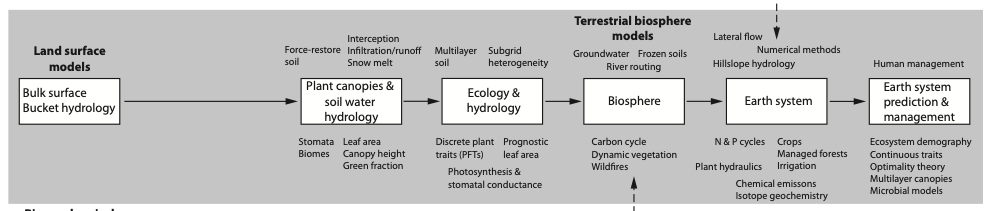 Land surface
models
Bulk surface
Bucket hydrology
Force-restore
soil
Interception
Infiltration/runoff
Snow melt
Plant canopies &
soil water
hydrology
Stomata
Biomes
Leaf area
Canopy height
Green fraction
Multilayer
soil
Subgrid
heterogeneity
Ecology &
hydrology
Discrete plant
traits (PFTs)
Prognostic
leaf area
Photosynthesis &
stomatal conductance
Terrestrial biosphere
models
Groundwater
Frozen soils
River routing
Biosphere
Carbon cycle
Dynamic vegetation
Wildfires
Lateral flow
Numerical methods
Hillslope hydrology
Earth system
N & P cycles
Crops
Managed forests
Irrigation
Plant hydraulics
Chemical emissons
Isotope geochemistry
Human management
Earth system
prediction &
management
Ecosystem demography
Continuous traits
Optimality theory
Multilayer canopies
Microbial models